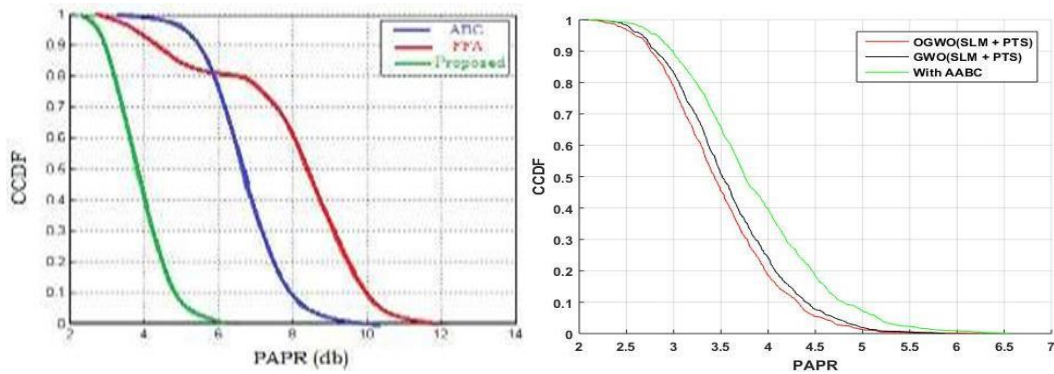 1
0.9
0.8
0.7
0.6
0.5
0.4
0.3
0.2
0.1
0
CCDF
2 4 6 8 10 12 14
PAPR (db)
ABC
FFA
Proposed
1
0.9
0.8
0.7
0.6
0.5
0.4
0.3
0.2
0.1
0
CCDF
2 2.5 3 3.5 4 4.5 5 5.5 6 6.5 7
PAPR
OGWO(SLM + PTS)
GWO(SLM + PTS)
With AABC